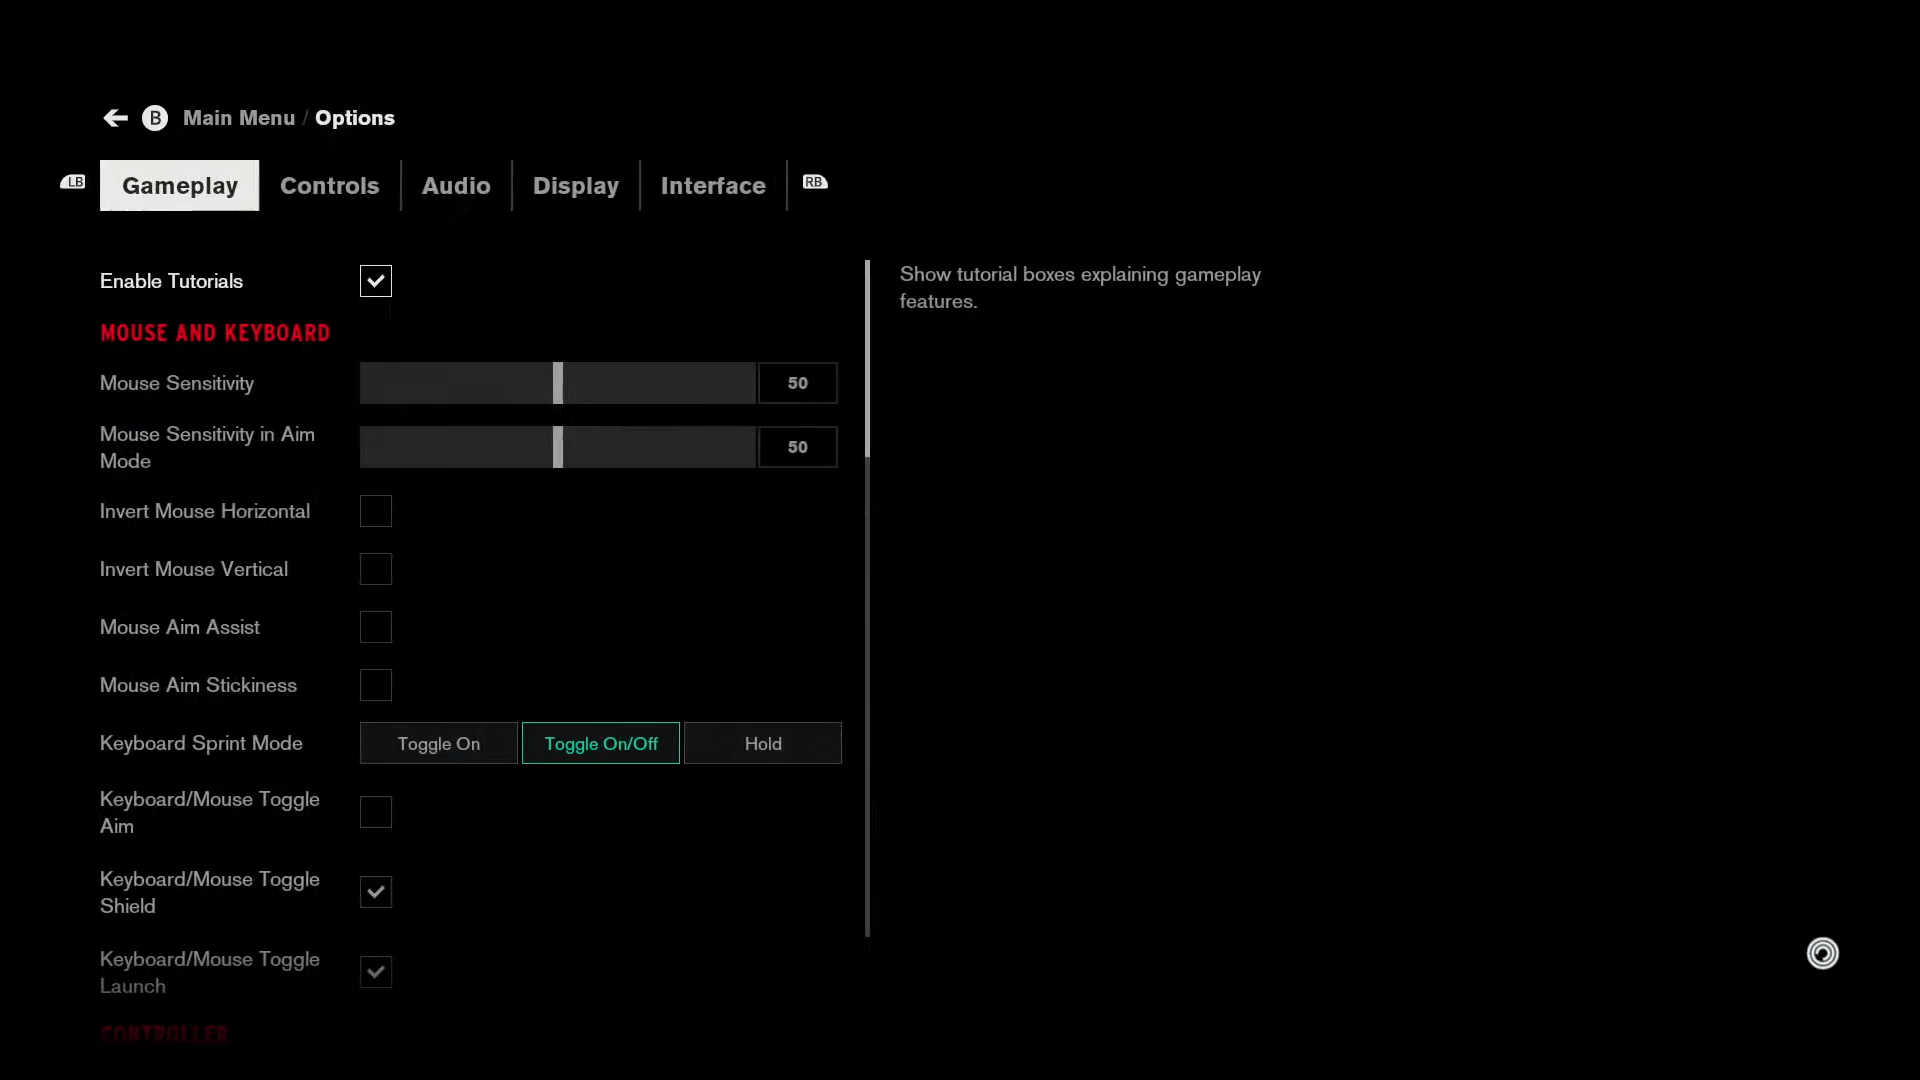 B Main Menu / Options
LB Gameplay Controls Audio Display Interface RB
Enable Tutorials
Show tutorial boxes explaining gameplay
features.
MOUSE AND KEYBOARD
Mouse Sensitivity 50
Mouse Sensitivity in Aim
Mode
50
Invert Mouse Horizontal
Invert Mouse Vertical
Mouse Aim Assist
Mouse Aim Stickiness
Keyboard Sprint Mode Toggle On Toggle On/Off Hold
Keyboard/Mouse Toggle
Aim
Keyboard/Mouse Toggle
Shield
Keyboard/Mouse Toggle
Launch
CONTROLLER